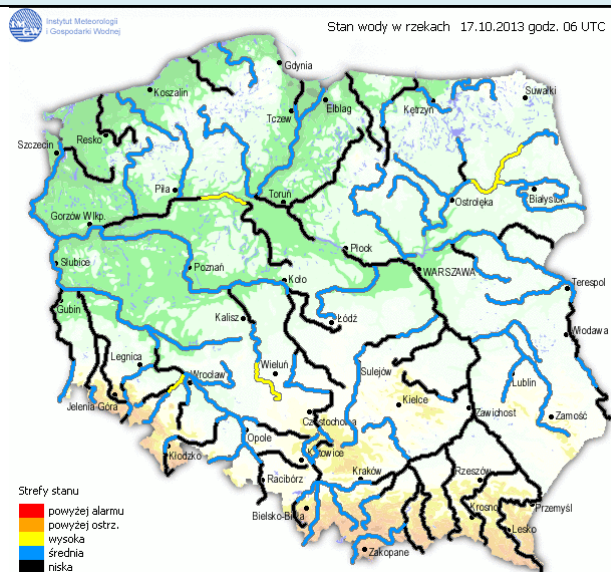 Instytut Meteorologii
i Gospodarki Wodnej
Stan wody w rzekach 17.10.2013 godz. 06 UTC
Gdynia
Koszalin
Suwałki
Tczew
Elbląg
Kętrzyn
Resko
Szczecin
Piła
Toruń
Ostrołęka
Białystok
Gorzów Wlkp.
Płock
Słubice
Poznań
Koło
WARSZAWA
Terespol
Gubin
Kalisz
Łódź
Włodawa
Legnica
Wrocław
Wieluń
Sulejów
Lublin
Jelenia Góra
Kielce
Częstochowa
Zawichost
Zamość
Opole
Kłodzko
Katowice
Racibórz
Kraków
Rzeszów
Bielsko-Biała
Krosno
Przemyśl
Lesko
Zakopane
Strefy stanu
powyżej alarmu
powyżej ostrz.
wysoka
średnia
niska